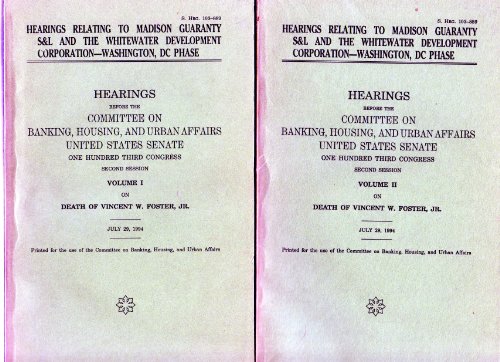 S. HRG. 103–889
HEARINGS RELATING TO MADISON GUARANTY
S&L AND THE WHITEWATER DEVELOPMENT
CORPORATION—WASHINGTON, DC PHASE
HEARINGS
BEFORE THE
COMMITTEE ON
BANKING, HOUSING, AND URBAN AFFAIRS
UNITED STATES SENATE
ONE HUNDRED THIRD CONGRESS
SECOND SESSION
VOLUME I
ON
DEATH OF VINCENT W. FOSTER, JR.
JULY 29, 1994
Printed for the use of the Committee on Banking, Housing, and Urban Affairs
S. HRG. 103–889
HEARINGS RELATING TO MADISON GUARANTY
S&L AND THE WHITEWATER DEVELOPMENT
CORPORATION—WASHINGTON, DC PHASE
HEARINGS
BEFORE THE
COMMITTEE ON
BANKING, HOUSING, AND URBAN AFFAIRS
UNITED STATES SENATE
ONE HUNDRED THIRD CONGRESS
SECOND SESSION
VOLUME II
ON
DEATH OF VINCENT W. FOSTER, JR.
JULY 29, 1994
Printed for the use of the Committee on Banking, Housing, and Urban Affairs